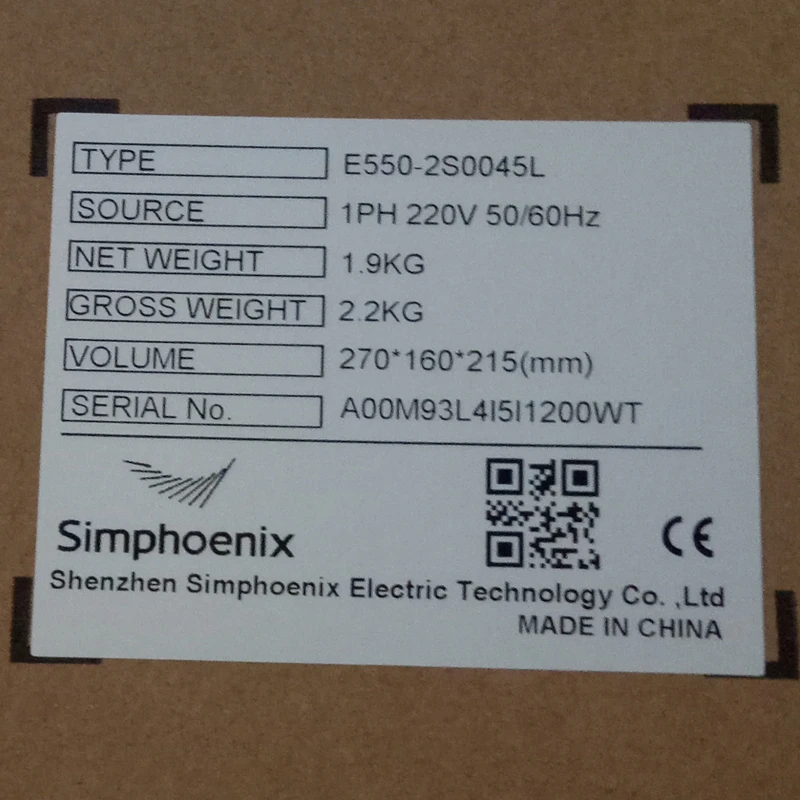 TYPE E550-2S0045L
SOURCE 1PH 220V 50/60Hz
NET WEIGHT 1.9KG
GROSS WEIGHT 2.2KG
VOLUME 270*160*215(mm)
SERIAL No. A00M93L4I5I1200WT
Simphoenix
CE
Shenzhen Simphoenix Electric Technology Co. ,Ltd
MADE IN CHINA